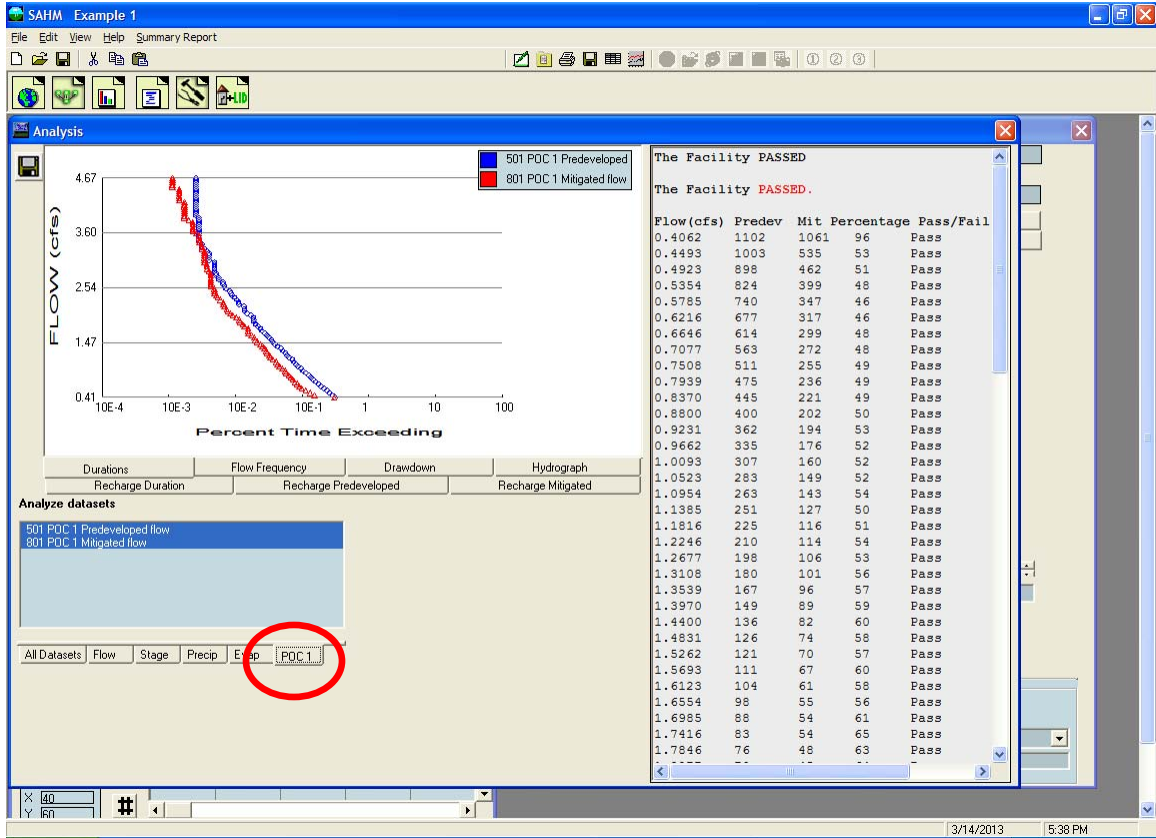 SAHM Example 1
File Edit View Help Summary Report
1 2 3
+LID
Analysis
501 POC 1 Predeveloped
801 POC 1 Mitigated flow
FLOW (cfs)
4.67
3.60
2.54
1.47
0.41
10E-4 10E-3 10E-2 10E-1 1 10 100
Percent Time Exceeding
Durations Flow Frequency Drawdown Hydrograph
Recharge Duration Recharge Predeveloped Recharge Mitigated
Analyze datasets
501 POC 1 Predeveloped flow
801 POC 1 Mitigated flow
All Datasets Flow Stage Precip Evap POC 1
The Facility PASSED
The Facility PASSED.
Flow(cfs) Predev Mit Percentage Pass/Fail
0.4062 1102 1061 96 Pass
0.4493 1003 535 53 Pass
0.4923 898 462 51 Pass
0.5354 824 399 48 Pass
0.5785 740 347 46 Pass
0.6216 677 317 46 Pass
0.6646 614 299 48 Pass
0.7077 563 272 48 Pass
0.7508 511 255 49 Pass
0.7939 475 236 49 Pass
0.8370 445 221 49 Pass
0.8800 400 202 50 Pass
0.9231 362 194 53 Pass
0.9662 335 176 52 Pass
1.0093 307 160 52 Pass
1.0523 283 149 52 Pass
1.0954 263 143 54 Pass
1.1385 251 127 50 Pass
1.1816 225 116 51 Pass
1.2246 210 114 54 Pass
1.2677 198 106 53 Pass
1.3108 180 101 56 Pass
1.3539 167 96 57 Pass
1.3970 149 89 59 Pass
1.4400 136 82 60 Pass
1.4831 126 74 58 Pass
1.5262 121 70 57 Pass
1.5693 111 67 60 Pass
1.6123 104 61 58 Pass
1.6554 98 55 56 Pass
1.6985 88 54 61 Pass
1.7416 83 54 65 Pass
1.7846 76 48 63 Pass
X 40
Y 60
#
3/14/2013 5:38 PM